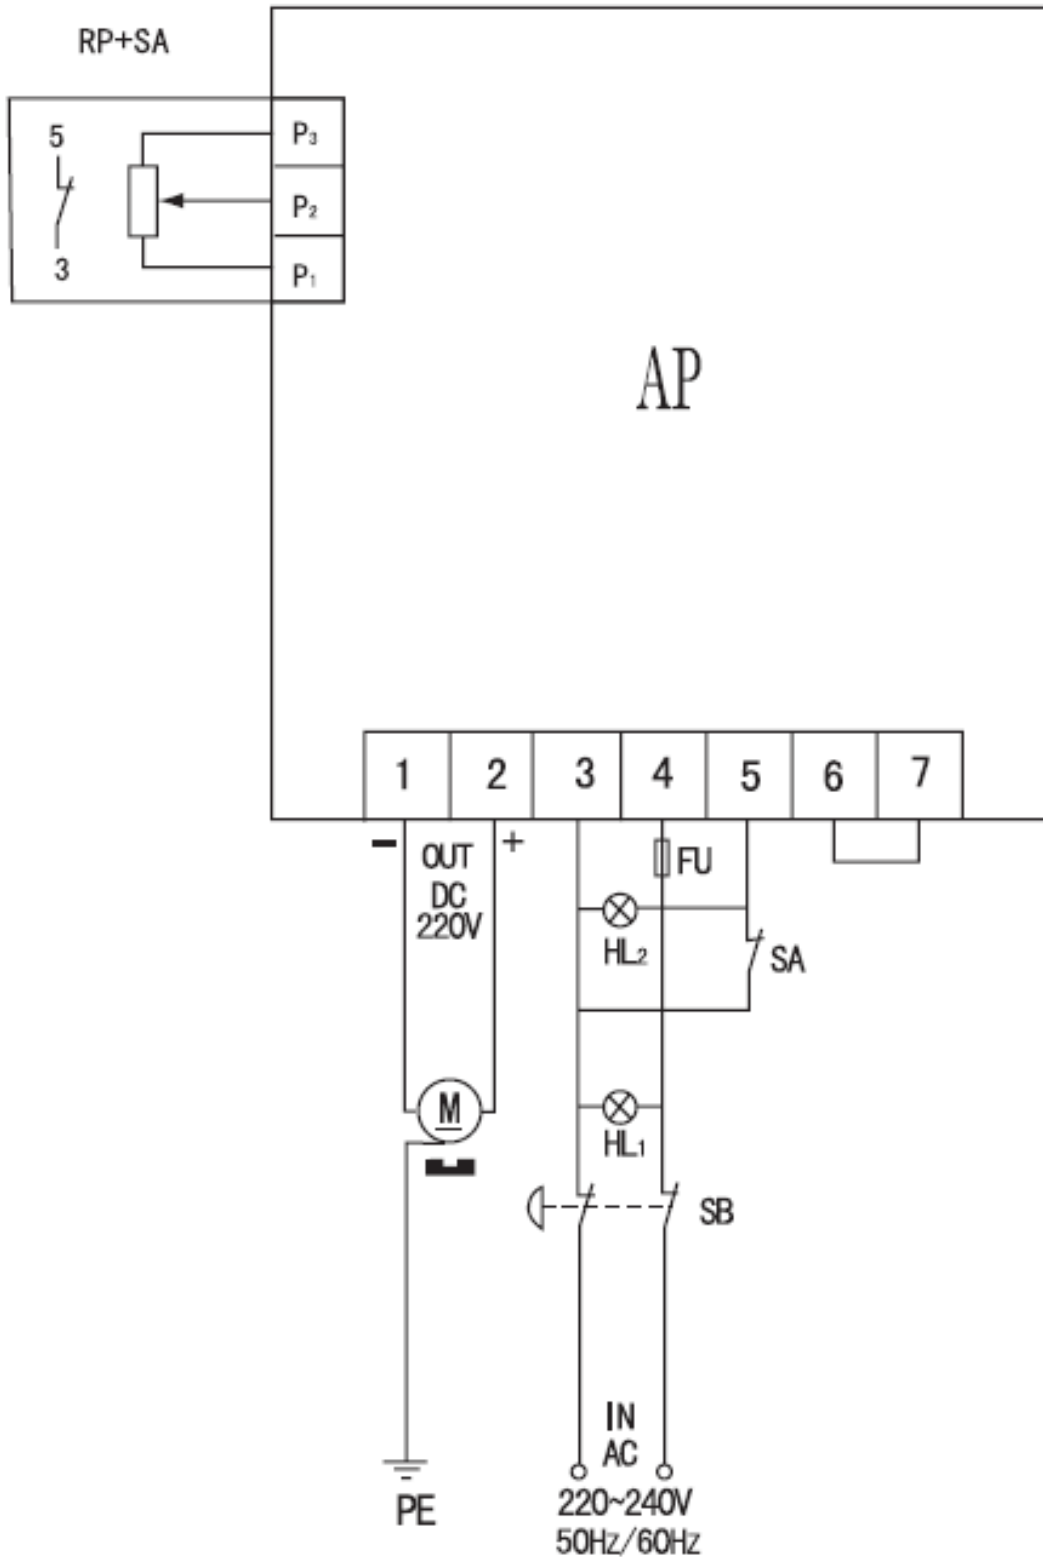 RP+SA
5
3
P₃
P₂
P₁
AP
1
2
3
4
5
6
7
-
+
OUT
DC
220V
FU
HL₂
SA
M
HL₁
SB
IN
AC
220~240V
50Hz/60Hz
PE